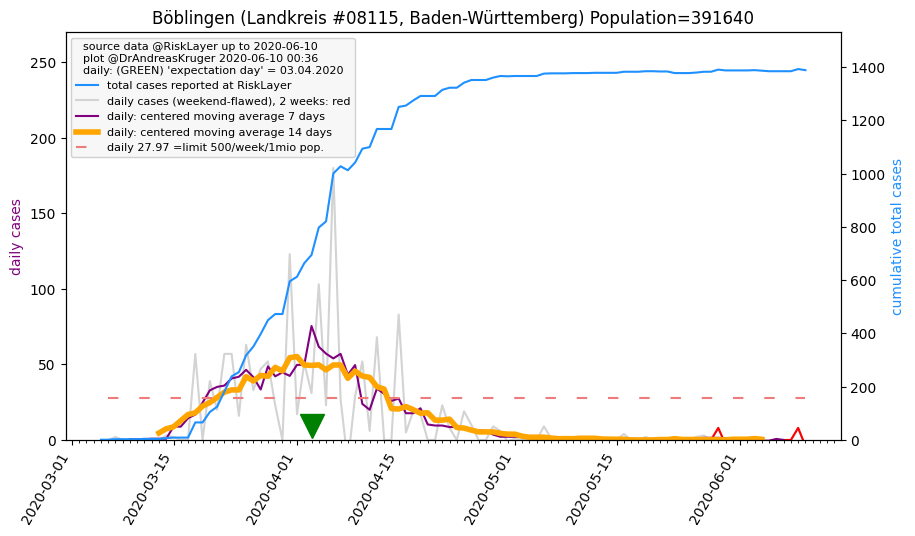 Böblingen (Landkreis #08115, Baden-Württemberg) Population=391640
source data @RiskLayer up to 2020-06-10
plot @DrAndreasKruger 2020-06-10 00:36
daily: (GREEN) 'expectation day' = 03.04.2020
total cases reported at RiskLayer
daily cases (weekend-flawed), 2 weeks: red
daily: centered moving average 7 days
daily: centered moving average 14 days
daily 27.97 =limit 500/week/1mio pop.
daily cases
250
200
150
100
50
0
cumulative total cases
1400
1200
1000
800
600
400
200
0
2020-03-01
2020-03-15
2020-04-01
2020-04-15
2020-05-01
2020-05-15
2020-06-01